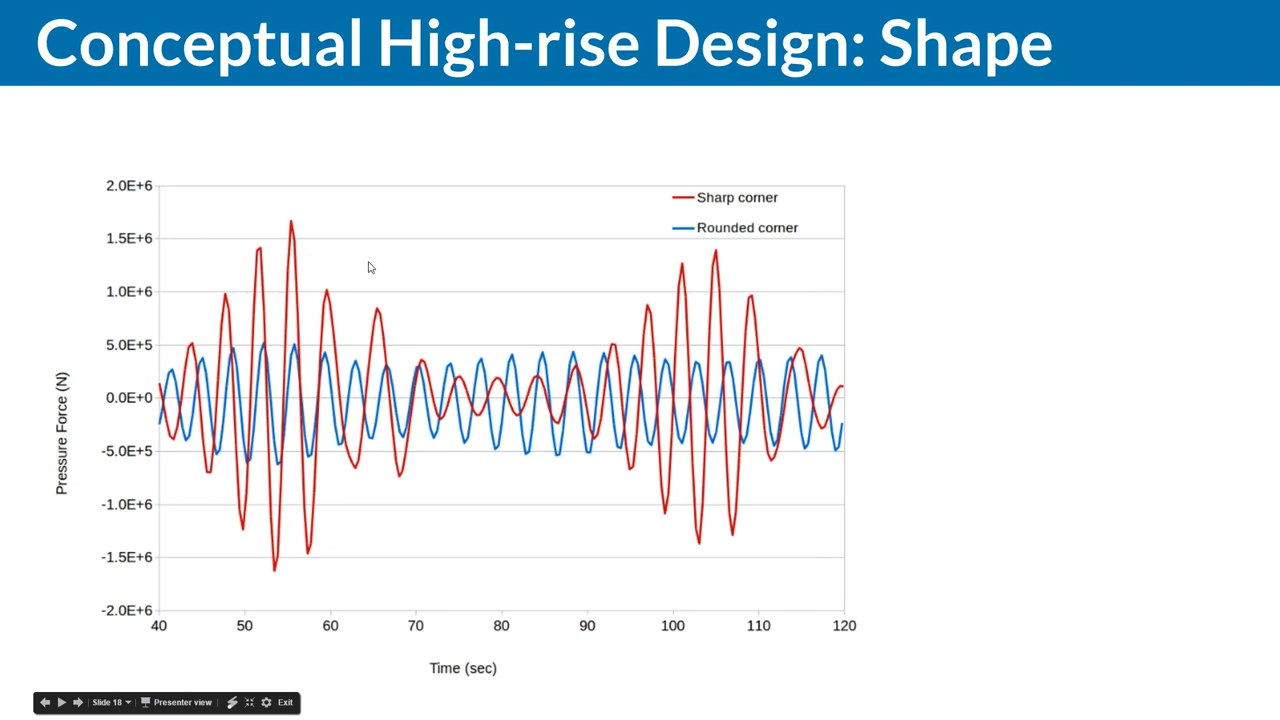 Conceptual High-rise Design: Shape
2.0E+6
1.5E+6
1.0E+6
5.0E+5
0.0E+0
-5.0E+5
-1.0E+6
-1.5E+6
-2.0E+6
Pressure Force (N)
Sharp corner
Rounded corner
40 50 60 70 80 90 100 110 120
Time (sec)
Slide 18 Presenter view Exit